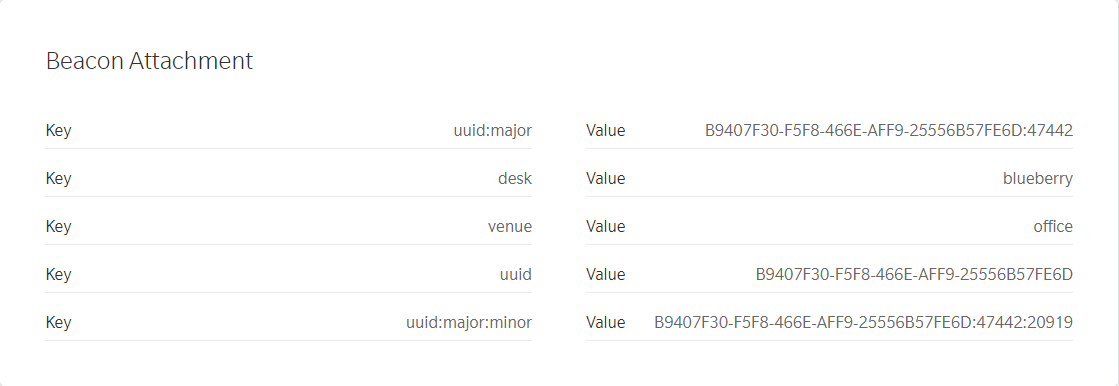 Beacon Attachment
Key uuid:major Value B9407F30-F5F8-466E-AFF9-25556B57FE6D:47442
Key desk Value blueberry
Key venue Value office
Key uuid Value B9407F30-F5F8-466E-AFF9-25556B57FE6D
Key uuid:major:minor Value B9407F30-F5F8-466E-AFF9-25556B57FE6D:47442:20919